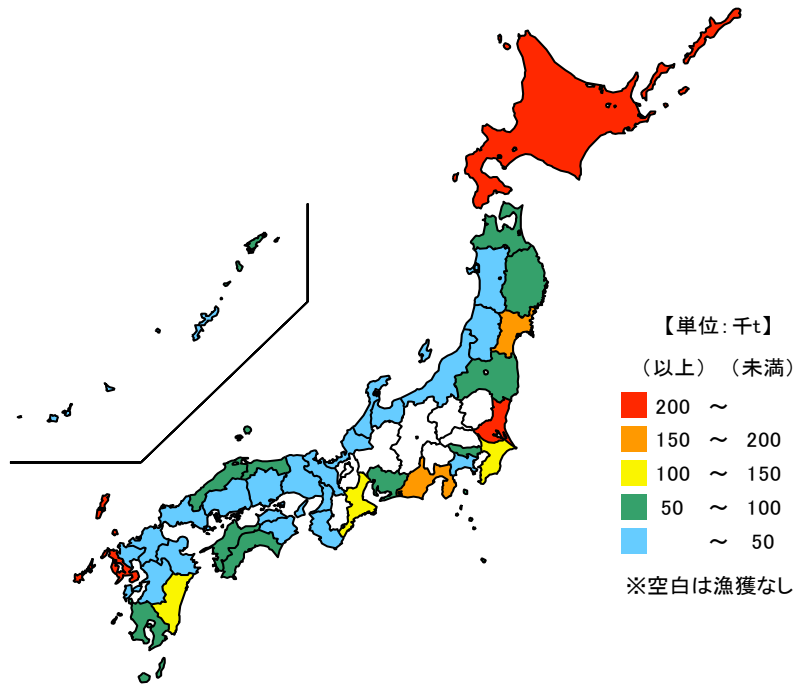 【単位：千t】
（以上） （未満）
200 ～
150 ～ 200
100 ～ 150
50 ～ 100
～ 50
※空白は漁獲なし